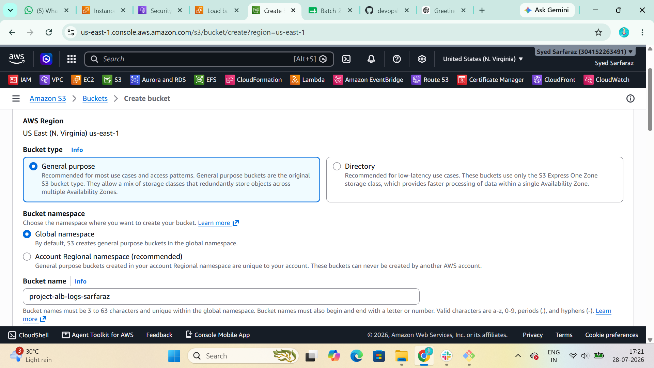 (5) Wha
Instanc
Securit
Load b
Create
Batch 2
devops
Greetin
Ask Gemini
us-east-1.console.aws.amazon.com/s3/bucket/create?region=us-east-1
aws
Search
[Alt+S]
United States (N. Virginia)
Syed Sarfaraz (304152263491)
Syed Sarfaraz
IAM
VPC
EC2
S3
Aurora and RDS
EFS
CloudFormation
Lambda
Amazon EventBridge
Route 53
Certificate Manager
CloudFront
CloudWatch
Amazon S3
Buckets
Create bucket
AWS Region
US East (N. Virginia) us-east-1
Bucket type
Info
General purpose
Recommended for most use cases and access patterns. General purpose buckets are the original
S3 bucket type. They allow a mix of storage classes that redundantly store objects across
multiple Availability Zones.
Directory
Recommended for low-latency use cases. These buckets use only the S3 Express One Zone
storage class, which provides faster processing of data within a single Availability Zone.
Bucket namespace
Choose the namespace where you want to create your bucket. Learn more
Global namespace
By default, S3 creates general purpose buckets in the global namespace
Account Regional namespace (recommended)
General purpose buckets created in your account Regional namespace are unique to your account. These buckets can never be created by another AWS account.
Bucket name
Info
project-alb-logs-sarfaraz
Bucket names must be 3 to 63 characters and unique within the global namespace. Bucket names must also begin and end with a letter or number. Valid characters are a-z, 0-9, periods (.), and hyphens (-). Learn
more
CloudShell
Agent Toolkit for AWS
Feedback
Console Mobile App
© 2026, Amazon Web Services, Inc. or its affiliates.
Privacy
Terms
Cookie preferences
30°C
Light rain
Search
ENG
IN
17:21
28-07-2026